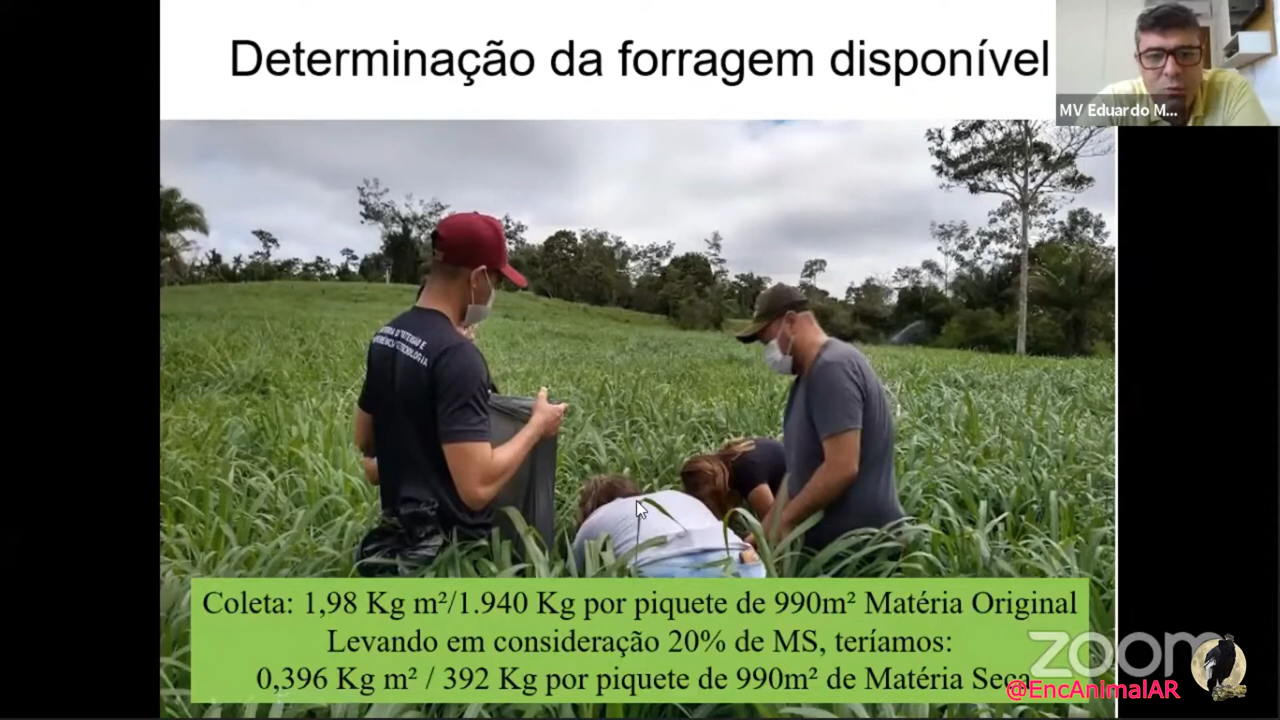 Determinação da forragem disponível
MV Eduardo M...
Coleta: 1,98 Kg m²/1.940 Kg por piquete de 990m² Matéria Original
Levando em consideração 20% de MS, teríamos:
0,396 Kg m² / 392 Kg por piquete de 990m² de Matéria Seca
zoom
@EncAnimalAR